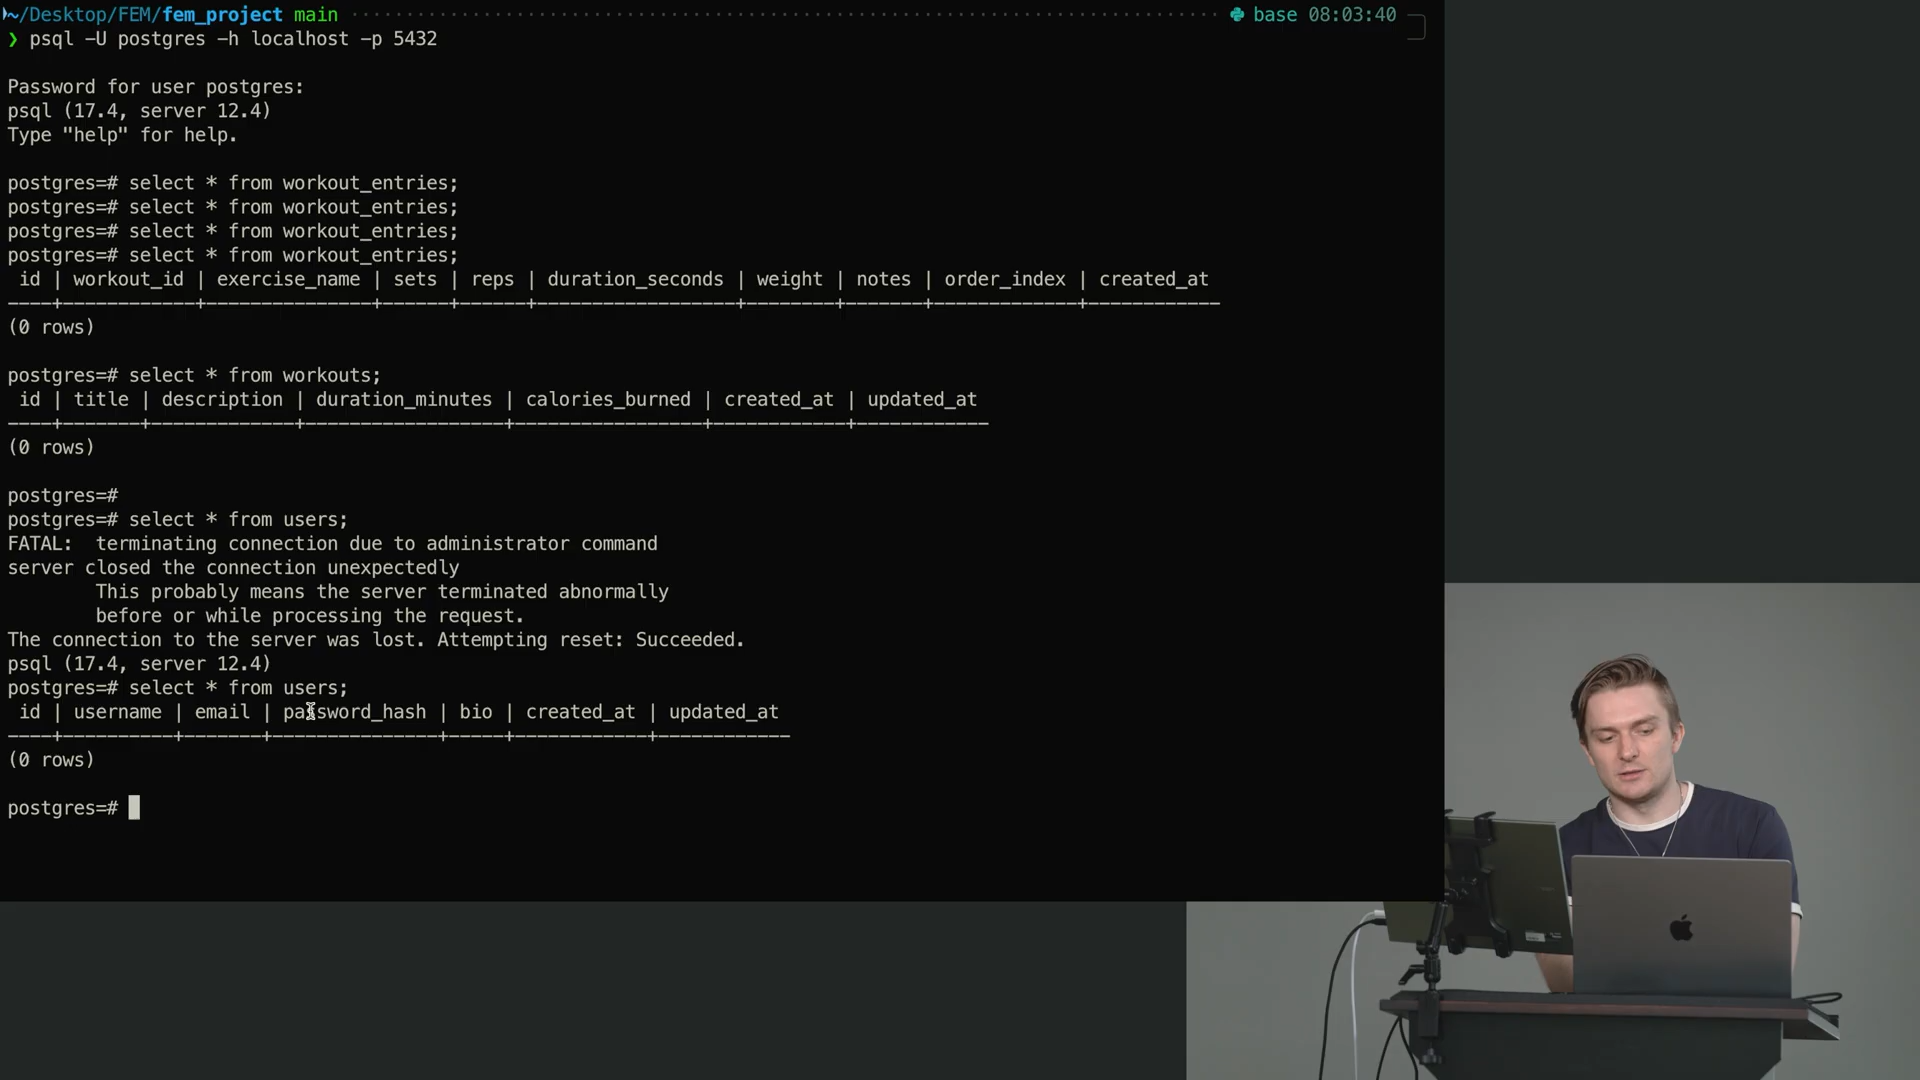 ~/Desktop/FEM/fem_project main base 08:03:40
❯ psql -U postgres -h localhost -p 5432
Password for user postgres:
psql (17.4, server 12.4)
Type "help" for help.
postgres=# select * from workout_entries;
postgres=# select * from workout_entries;
postgres=# select * from workout_entries;
postgres=# select * from workout_entries;
id | workout_id | exercise_name | sets | reps | duration_seconds | weight | notes | order_index | created_at
----+------------+---------------+------+------+------------------+--------+-------+-------------+------------
(0 rows)
postgres=# select * from workouts;
id | title | description | duration_minutes | calories_burned | created_at | updated_at
----+-------+-------------+------------------+-----------------+------------+------------
(0 rows)
postgres=#
postgres=# select * from users;
FATAL:  terminating connection due to administrator command
server closed the connection unexpectedly
This probably means the server terminated abnormally
before or while processing the request.
The connection to the server was lost. Attempting reset: Succeeded.
psql (17.4, server 12.4)
postgres=# select * from users;
id | username | email | password_hash | bio | created_at | updated_at
----+----------+-------+---------------+-----+------------+------------
(0 rows)
postgres=#